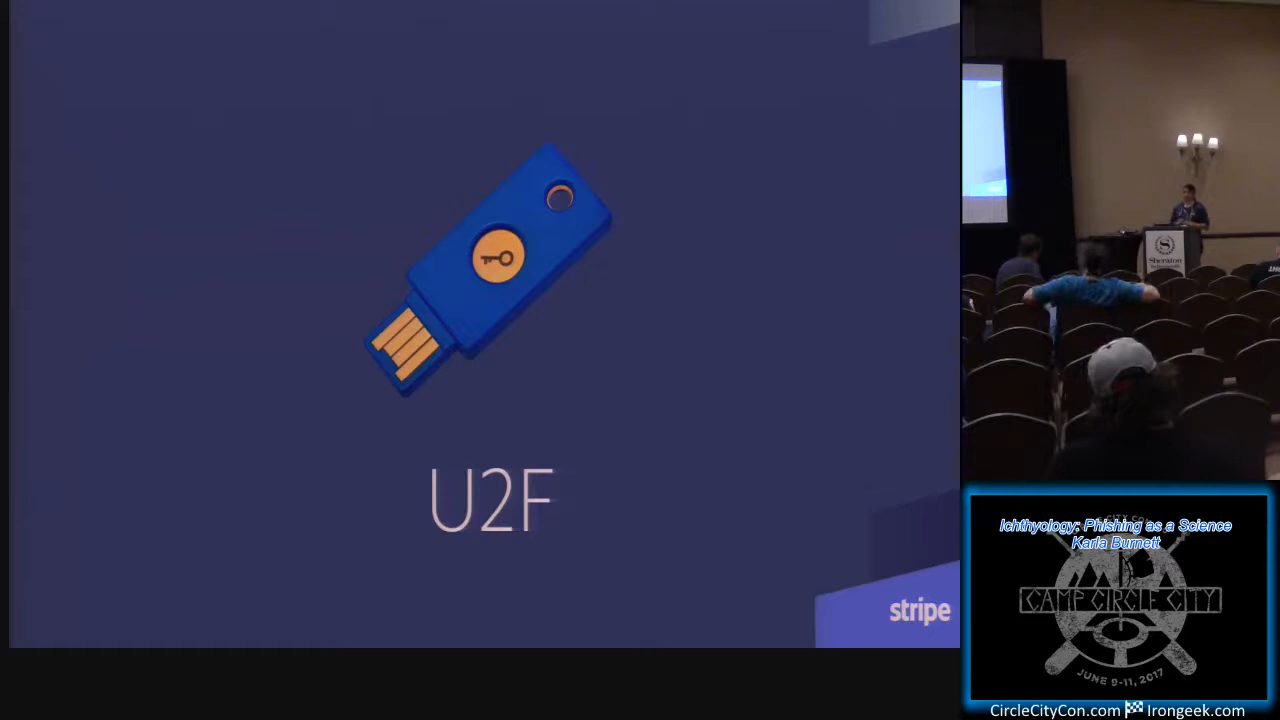 U2F
stripe
Sheraton
Ichthyology: Phishing as a Science
Karla Burnett
CAMP CIRCLE CITY
JUNE 9-11, 2017
CircleCityCon.com Irongeek.com